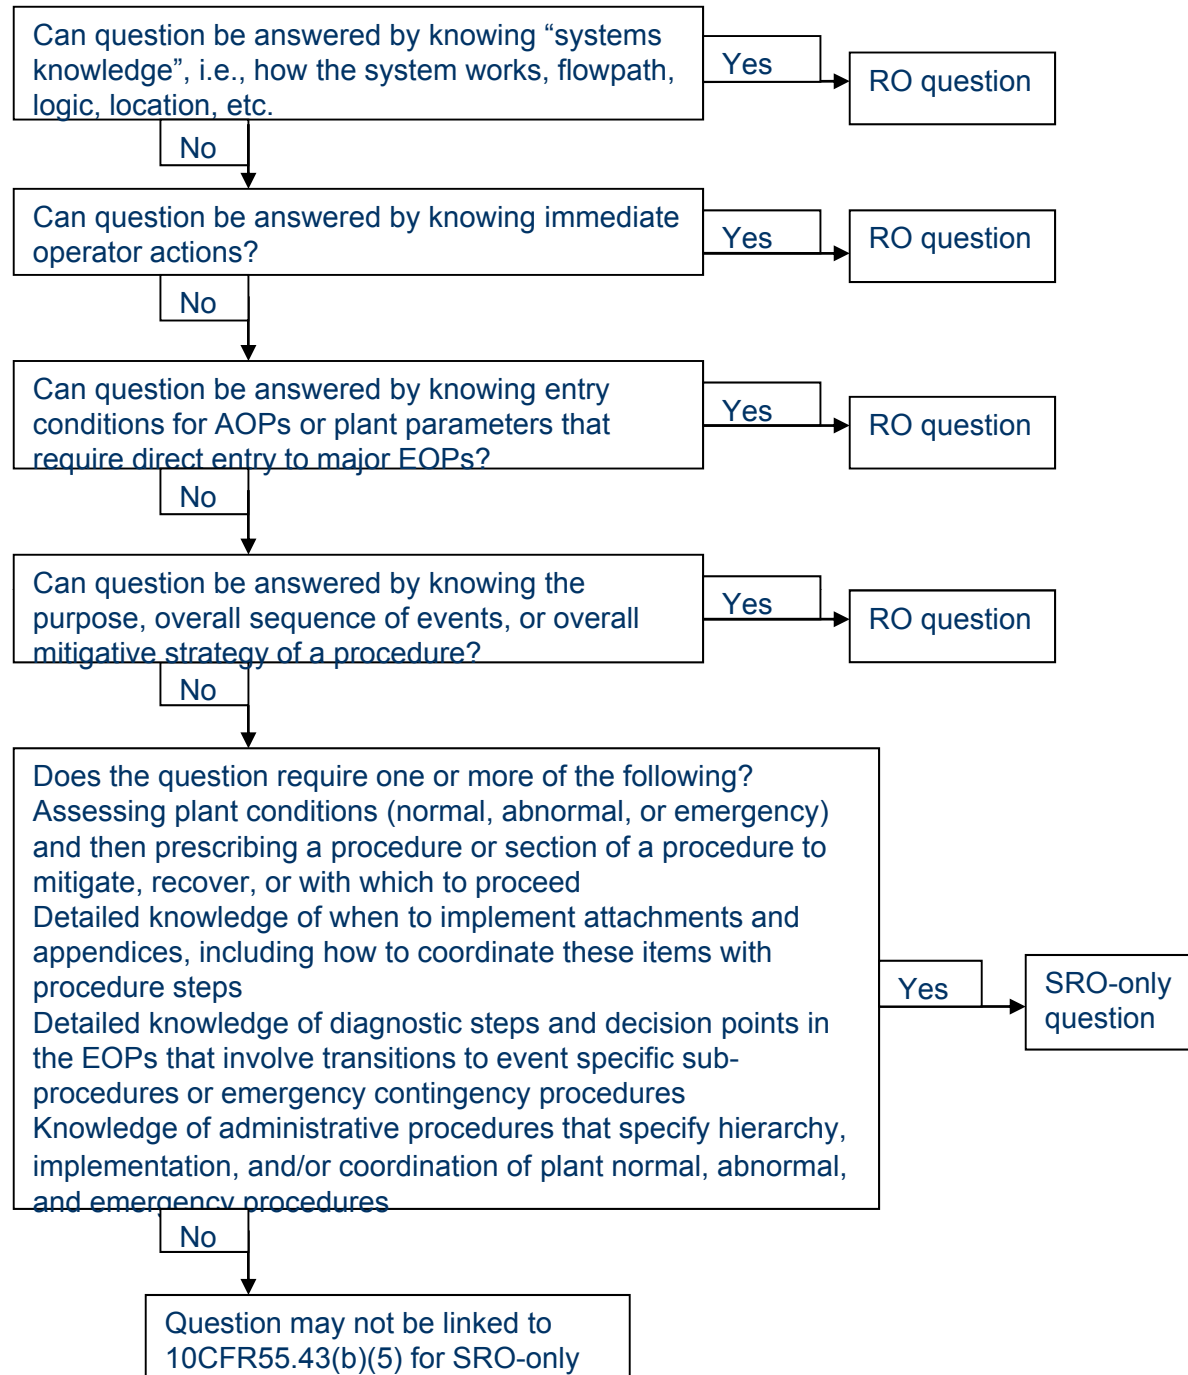 Can question be answered by knowing “systems
knowledge”, i.e., how the system works, flowpath,
logic, location, etc.
Yes
RO question
No
Can question be answered by knowing immediate
operator actions?
Yes
RO question
No
Can question be answered by knowing entry
conditions for AOPs or plant parameters that
require direct entry to major EOPs?
Yes
RO question
No
Can question be answered by knowing the
purpose, overall sequence of events, or overall
mitigative strategy of a procedure?
Yes
RO question
No
Does the question require one or more of the following?
Assessing plant conditions (normal, abnormal, or emergency)
and then prescribing a procedure or section of a procedure to
mitigate, recover, or with which to proceed
Detailed knowledge of when to implement attachments and
appendices, including how to coordinate these items with
procedure steps
Detailed knowledge of diagnostic steps and decision points in
the EOPs that involve transitions to event specific sub-
procedures or emergency contingency procedures
Knowledge of administrative procedures that specify hierarchy,
implementation, and/or coordination of plant normal, abnormal,
and emergency procedures
Yes
SRO-only
question
No
Question may not be linked to
10CFR55.43(b)(5) for SRO-only